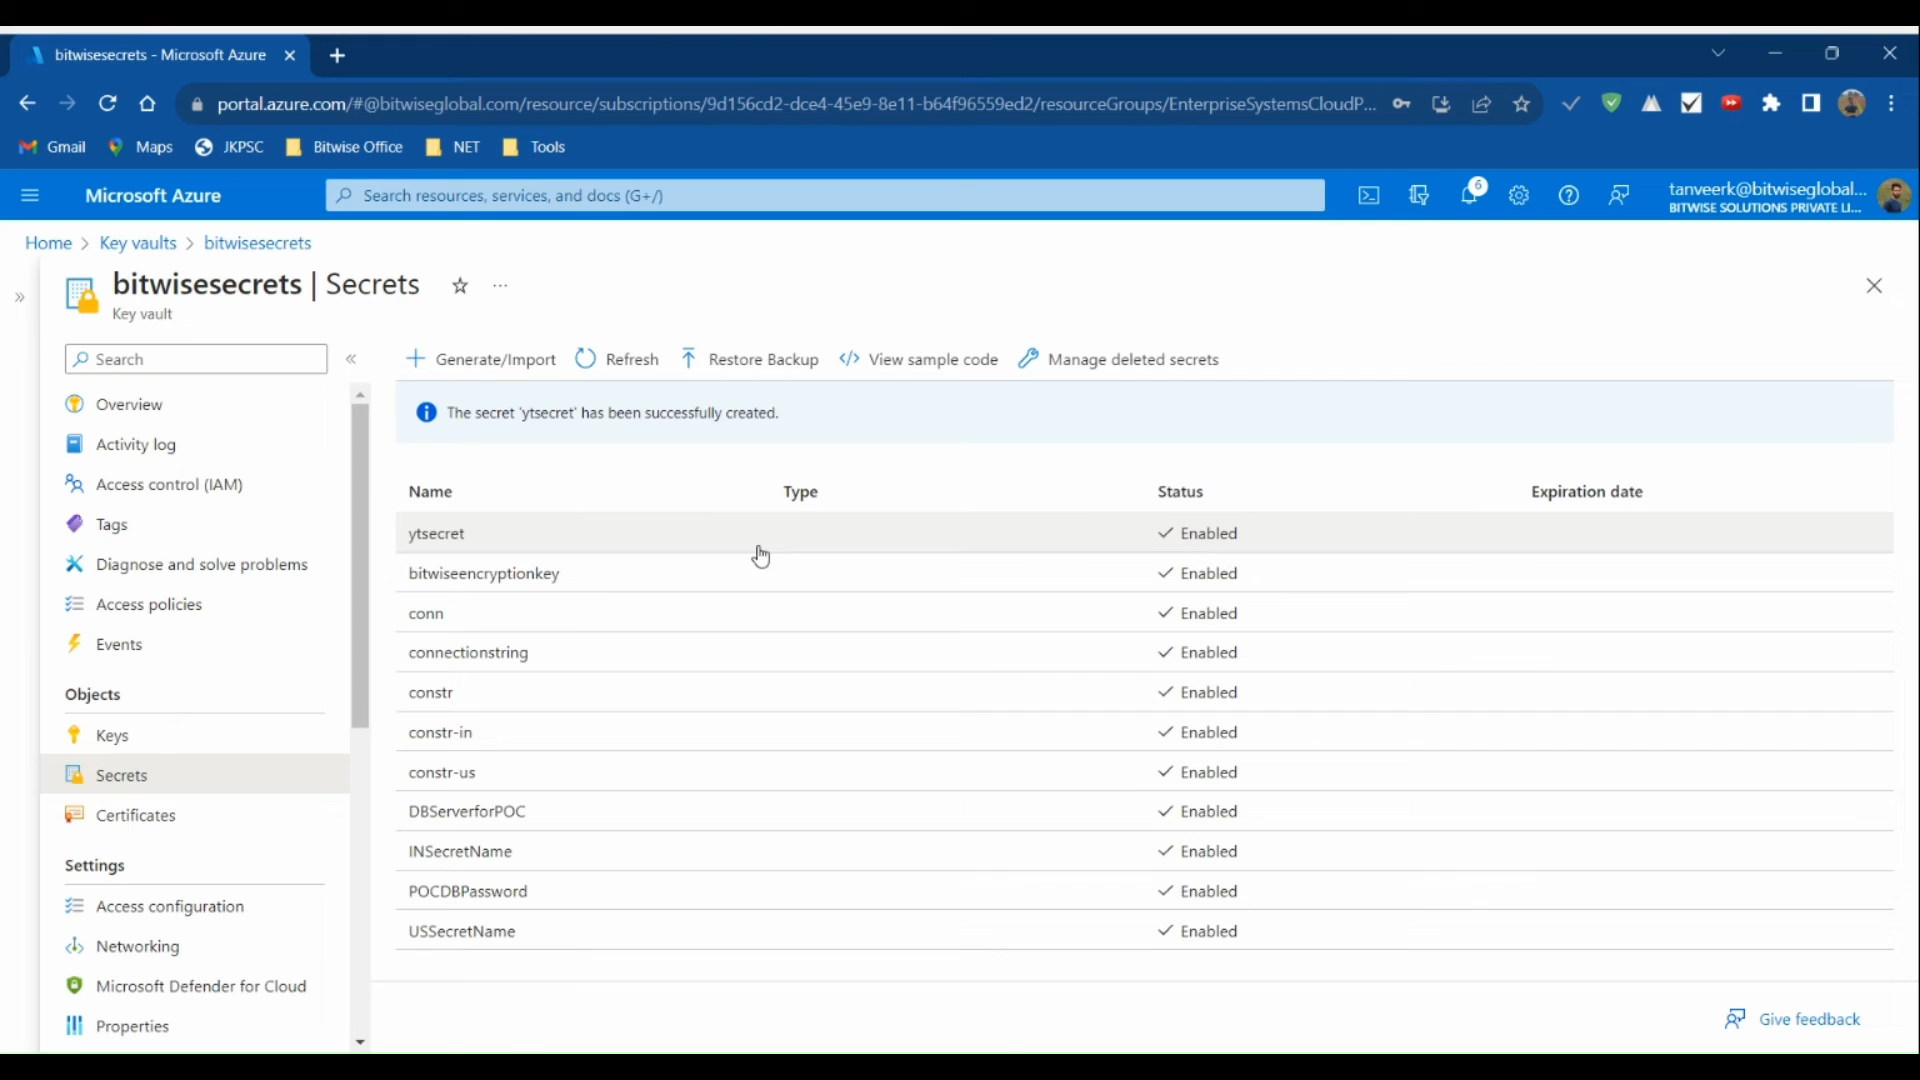 bitwisesecrets - Microsoft Azure
portal.azure.com/#@bitwiseglobal.com/resource/subscriptions/9d156cd2-dce4-45e9-8e11-b64f96559ed2/resourceGroups/EnterpriseSystemsCloudP...
Gmail Maps JKPSC Bitwise Office NET Tools
Microsoft Azure
Search resources, services, and docs (G+/)
6
tanveerk@bitwiseglobal...
BITWISE SOLUTIONS PRIVATE LI...
Home > Key vaults > bitwisesecrets
bitwisesecrets | Secrets
Key vault
Search
Overview
Activity log
Access control (IAM)
Tags
Diagnose and solve problems
Access policies
Events
Objects
Keys
Secrets
Certificates
Settings
Access configuration
Networking
Microsoft Defender for Cloud
Properties
Generate/Import Refresh Restore Backup View sample code Manage deleted secrets
The secret 'ytsecret' has been successfully created.
Name Type Status Expiration date
ytsecret Enabled
bitwiseencryptionkey Enabled
conn Enabled
connectionstring Enabled
constr Enabled
constr-in Enabled
constr-us Enabled
DBServerforPOC Enabled
INSecretName Enabled
POCDBPassword Enabled
USSecretName Enabled
Give feedback